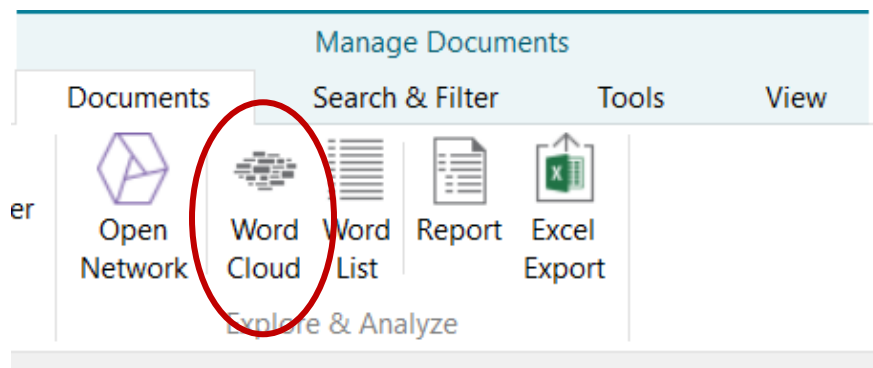 Manage Documents
Documents Search & Filter Tools View
er
Open Network
Word Cloud
Word List
Report
Excel Export
X
Explore & Analyze